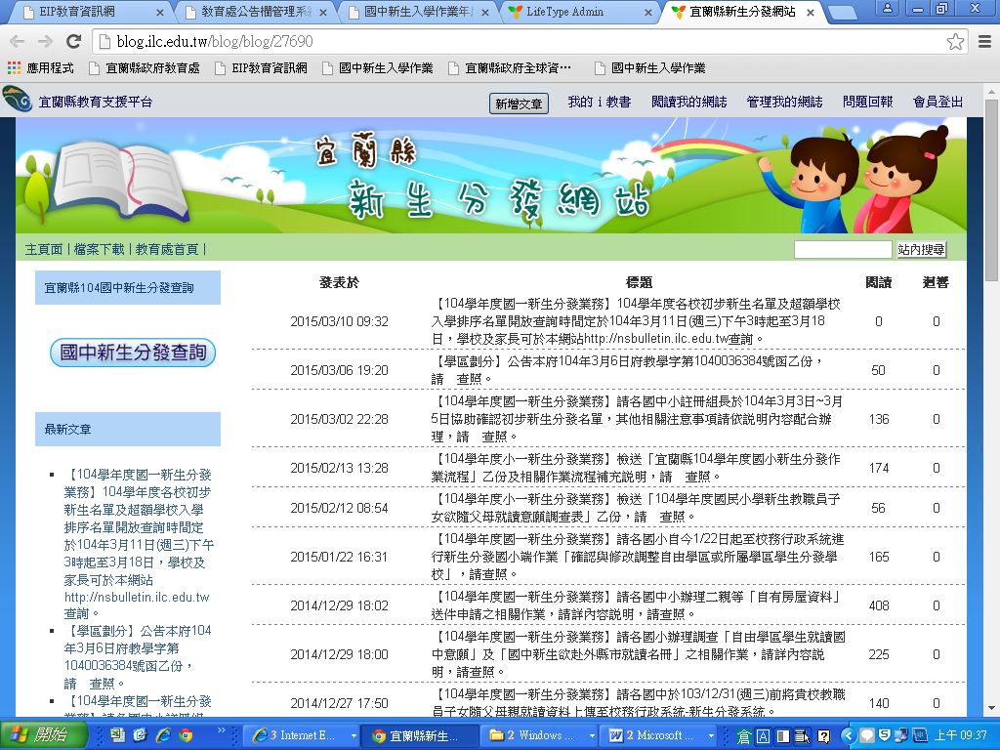 EIP教育資訊網
教育處公告欄管理系
國中新生入學作業年
LifeType Admin
宜蘭縣新生分發網站
blog.ilc.edu.tw/blog/blog/27690
應用程式
宜蘭縣政府教育處
EIP教育資訊網
國中新生入學作業
宜蘭縣政府全球資…
國中新生入學作業
宜蘭縣教育支援平台
新增文章
我的 i 教書
閱讀我的網誌
管理我的網誌
問題回報
會員登出
宜蘭縣
新生分發網站
主頁面 | 檔案下載 | 教育處首頁 |
站內搜尋
宜蘭縣104國中新生分發查詢
國中新生分發查詢
最新文章
【104學年度國一新生分發
業務】104學年度各校初步
新生名單及超額學校入學
排序名單開放查詢時間定
於104年3月11日(週三)下午
3時起至3月18日，學校及
家長可於本網站
http://nsbulletin.ilc.edu.tw
查詢。
【學區劃分】公告本府104
年3月6日府教學字第
1040036384號函乙份，
請　查照。
【104學年度國一新生分發
業務】請各國中小註冊組
發表於 標題 閱讀 迴響
2015/03/10 09:32
【104學年度國一新生分發業務】104學年度各校初步新生名單及超額學校
入學排序名單開放查詢時間定於104年3月11日(週三)下午3時起至3月18
日，學校及家長可於本網站http://nsbulletin.ilc.edu.tw查詢。
0 0
2015/03/06 19:20
【學區劃分】公告本府104年3月6日府教學字第1040036384號函乙份，
請　查照。
50 0
2015/03/02 22:28
【104學年度國一新生分發業務】請各國中小註冊組長於104年3月3日~3月
5日協助確認初步新生分發名單，其他相關注意事項請依說明內容配合辦
理，請　查照。
136 0
2015/02/13 13:28
【104學年度小一新生分發業務】檢送「宜蘭縣104學年度國小新生分發作
業流程」乙份及相關作業流程補充說明，請　查照。
174 0
2015/02/12 08:54
【104學年度小一新生分發業務】檢送「104學年度國民小學新生教職員子
女欲隨父母就讀意願調查表」乙份，請　查照。
56 0
2015/01/22 16:31
【104學年度國一新生分發業務】請各國小自今1/22日起至校務行政系統進
行新生分發國小端作業「確認與修改調整自由學區或所屬學區學生分發學
校」，請查照。
165 0
2014/12/29 18:02
【104學年度國一新生分發業務】請各國中小辦理二親等「自有房屋資料」
送件申請之相關作業，請詳內容說明，請查照。
408 0
2014/12/29 18:00
【104學年度國一新生分發業務】請各國小辦理調查「自由學區學生就讀國
中意願」及「國中新生欲赴外縣市就讀名冊」之相關作業，請詳內容說
明，請查照。
225 0
2014/12/27 17:50
【104學年度國一新生分發業務】請各國中於103/12/31(週三)前將貴校教職
員子女隨父母親就讀資料上傳至校務行政系統-新生分發系統。
140 0
開始
3 Internet E...
宜蘭縣新生...
2 Windows ...
2 Microsoft ...
倉
A
上午 09:37